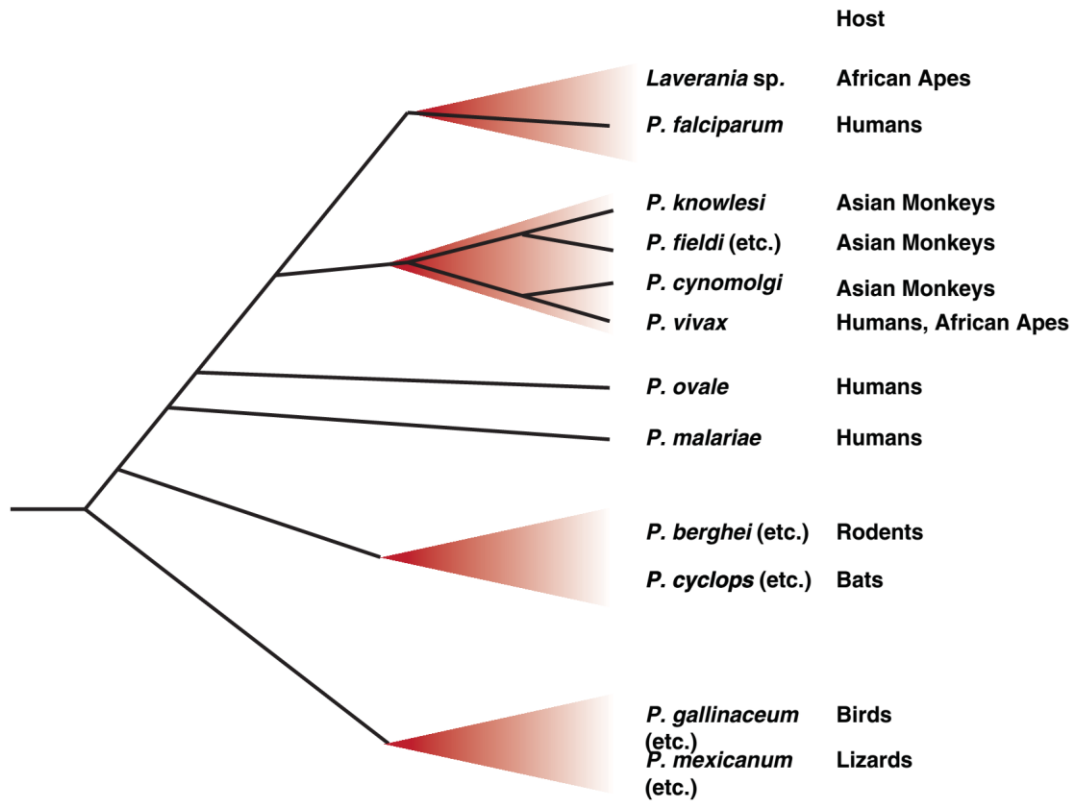 Host
Laverania sp. African Apes
P. falciparum Humans
P. knowlesi Asian Monkeys
P. fieldi (etc.) Asian Monkeys
P. cynomolgi Asian Monkeys
P. vivax Humans, African Apes
P. ovale Humans
P. malariae Humans
P. berghei (etc.) Rodents
P. cyclops (etc.) Bats
P. gallinaceum Birds
(etc.)
P. mexicanum Lizards
(etc.)